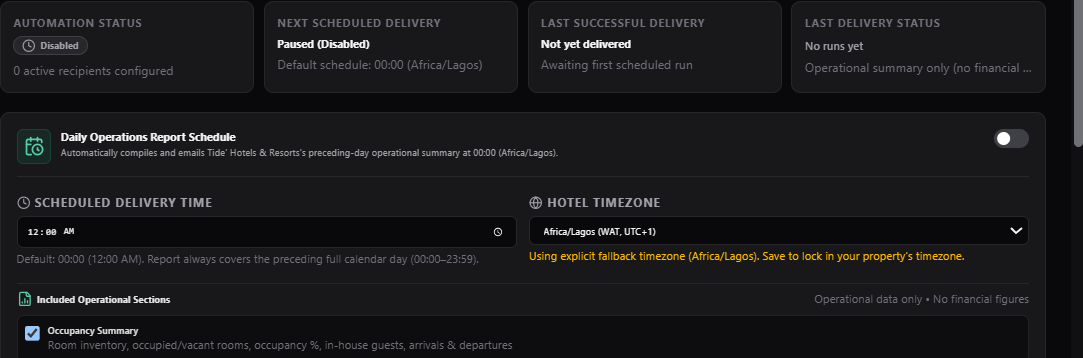 AUTOMATION STATUS
Disabled
0 active recipients configured
NEXT SCHEDULED DELIVERY
Paused (Disabled)
Default schedule: 00:00 (Africa/Lagos)
LAST SUCCESSFUL DELIVERY
Not yet delivered
Awaiting first scheduled run
LAST DELIVERY STATUS
No runs yet
Operational summary only (no financial ...
Daily Operations Report Schedule
Automatically compiles and emails Tide' Hotels & Resorts's preceding-day operational summary at 00:00 (Africa/Lagos).
SCHEDULED DELIVERY TIME
12:00 AM
Default: 00:00 (12:00 AM). Report always covers the preceding full calendar day (00:00–23:59).
HOTEL TIMEZONE
Africa/Lagos (WAT, UTC+1)
Using explicit fallback timezone (Africa/Lagos). Save to lock in your property's timezone.
Included Operational Sections
Operational data only • No financial figures
Occupancy Summary
Room inventory, occupied/vacant rooms, occupancy %, in-house guests, arrivals & departures